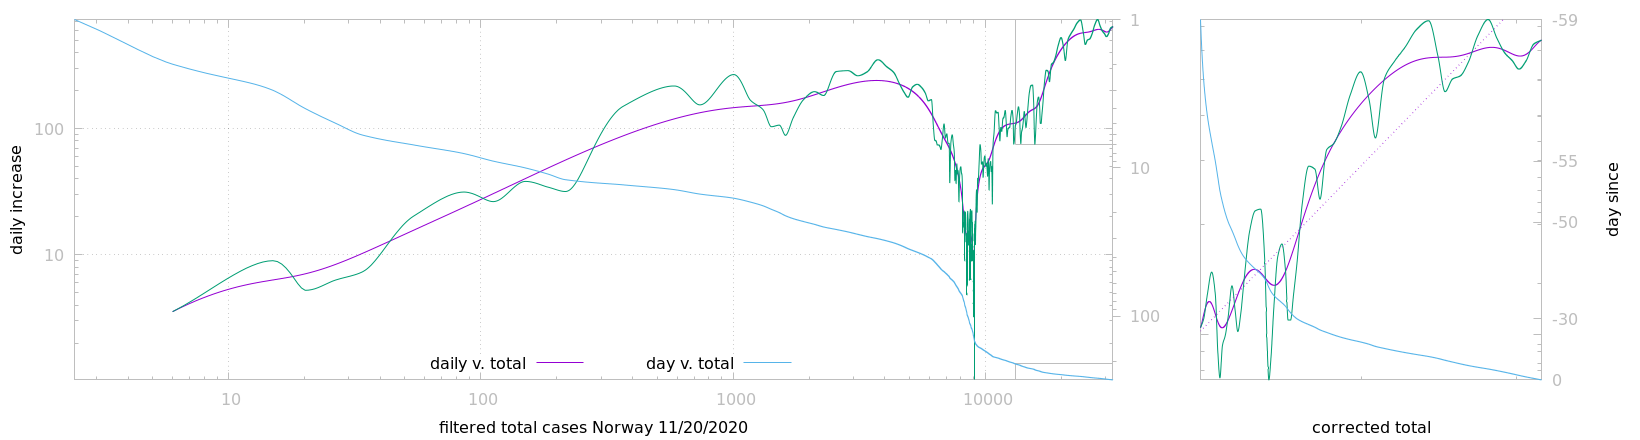 daily increase
100
10
10
100
1000
10000
filtered total cases Norway 11/20/2020
daily v. total
day v. total
1
10
100
-59
-55
-50
-30
0
day since
corrected total